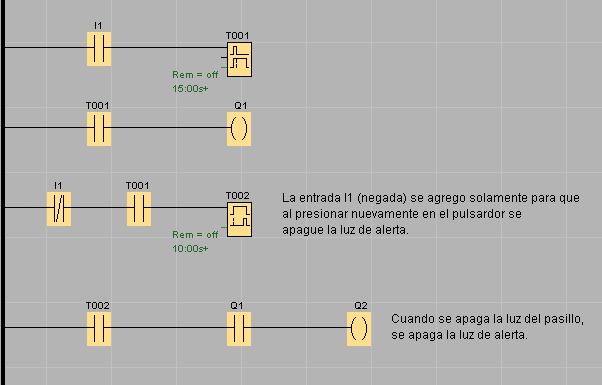 I1
T001
Rem = off
15:00s+
T001
Q1
I1
T001
T002
Rem = off
10:00s+
La entrada I1 (negada) se agrego solamente para que
al presionar nuevamente en el pulsardor se
apague la luz de alerta.
T002
Q1
Q2
Cuando se apaga la luz del pasillo,
se apaga la luz de alerta.